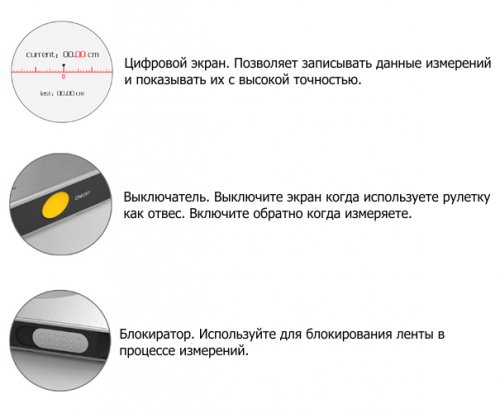 current: 00.00 cm
0
last: 00.00 cm
Цифровой экран. Позволяет записывать данные измерений
и показывать их с высокой точностью.
ON/OFF
Выключатель. Выключите экран когда используете рулетку
как отвес. Включите обратно когда измеряете.
Блокиратор. Используйте для блокирования ленты в
процессе измерений.